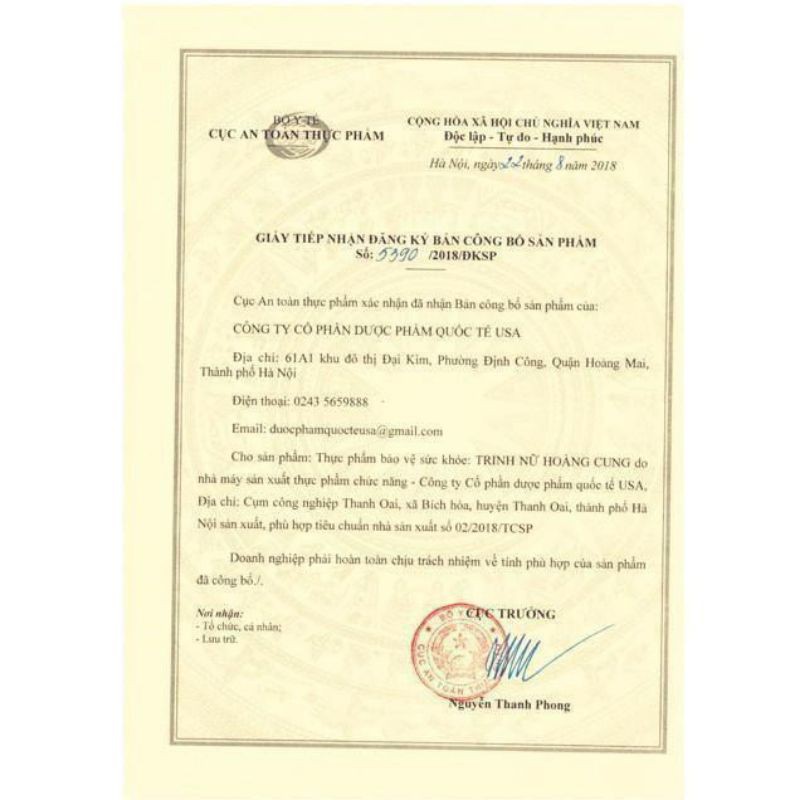 BỘ Y TẾ
CỤC AN TOÀN THỰC PHẨM
CỘNG HÒA XÃ HỘI CHỦ NGHĨA VIỆT NAM
Độc lập - Tự do - Hạnh phúc
Hà Nội, ngày 22 tháng 8 năm 2018
GIẤY TIẾP NHẬN ĐĂNG KÝ BẢN CÔNG BỐ SẢN PHẨM
Số: 5390 /2018/ĐKSP
Cục An toàn thực phẩm xác nhận đã nhận Bản công bố sản phẩm của:
CÔNG TY CỔ PHẦN DƯỢC PHẨM QUỐC TẾ USA
Địa chỉ: 61A1 khu đô thị Đại Kim, Phường Định Công, Quận Hoàng Mai,
Thành phố Hà Nội
Điện thoại: 0243 5659888
Email: duocphamquocteusa@gmail.com
Cho sản phẩm: Thực phẩm bảo vệ sức khỏe: TRINH NỮ HOÀNG CUNG do
nhà máy sản xuất thực phẩm chức năng - Công ty Cổ phần dược phẩm quốc tế USA,
Địa chỉ: Cụm công nghiệp Thanh Oai, xã Bích hòa, huyện Thanh Oai, thành phố Hà
Nội sản xuất, phù hợp tiêu chuẩn nhà sản xuất số 02/2018/TCSP
Doanh nghiệp phải hoàn toàn chịu trách nhiệm về tính phù hợp của sản phẩm
đã công bố./.
Nơi nhận:
- Tổ chức, cá nhân;
- Lưu trữ.
CỤC TRƯỞNG
BỘ Y TẾ
CỤC AN TOÀN THỰC
Nguyễn Thanh Phong